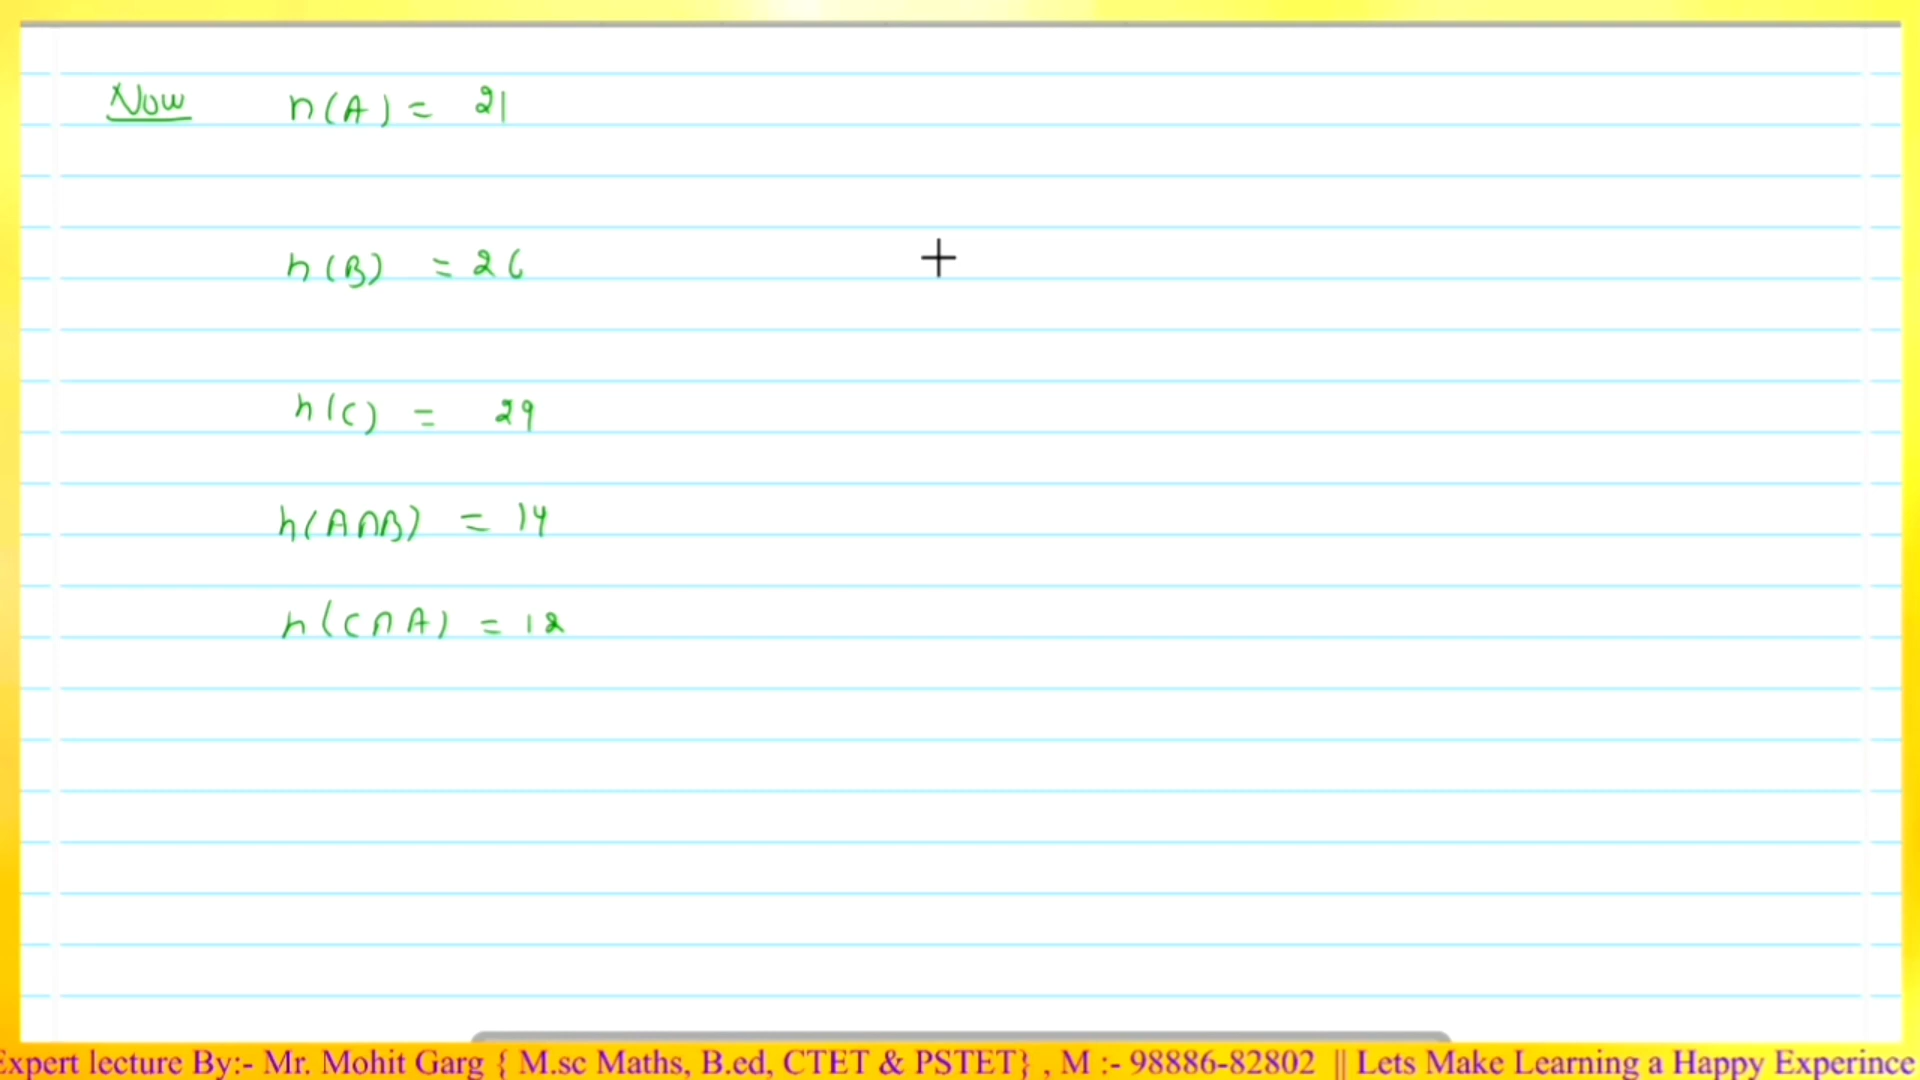 Now n(A) = 21
n(B) = 26
n(C) = 29
n(A∩B) = 14
n(C∩A) = 12
Expert lecture By:- Mr. Mohit Garg { M.sc Maths, B.ed, CTET & PSTET} , M :- 98886-82802 || Lets Make Learning a Happy Experince